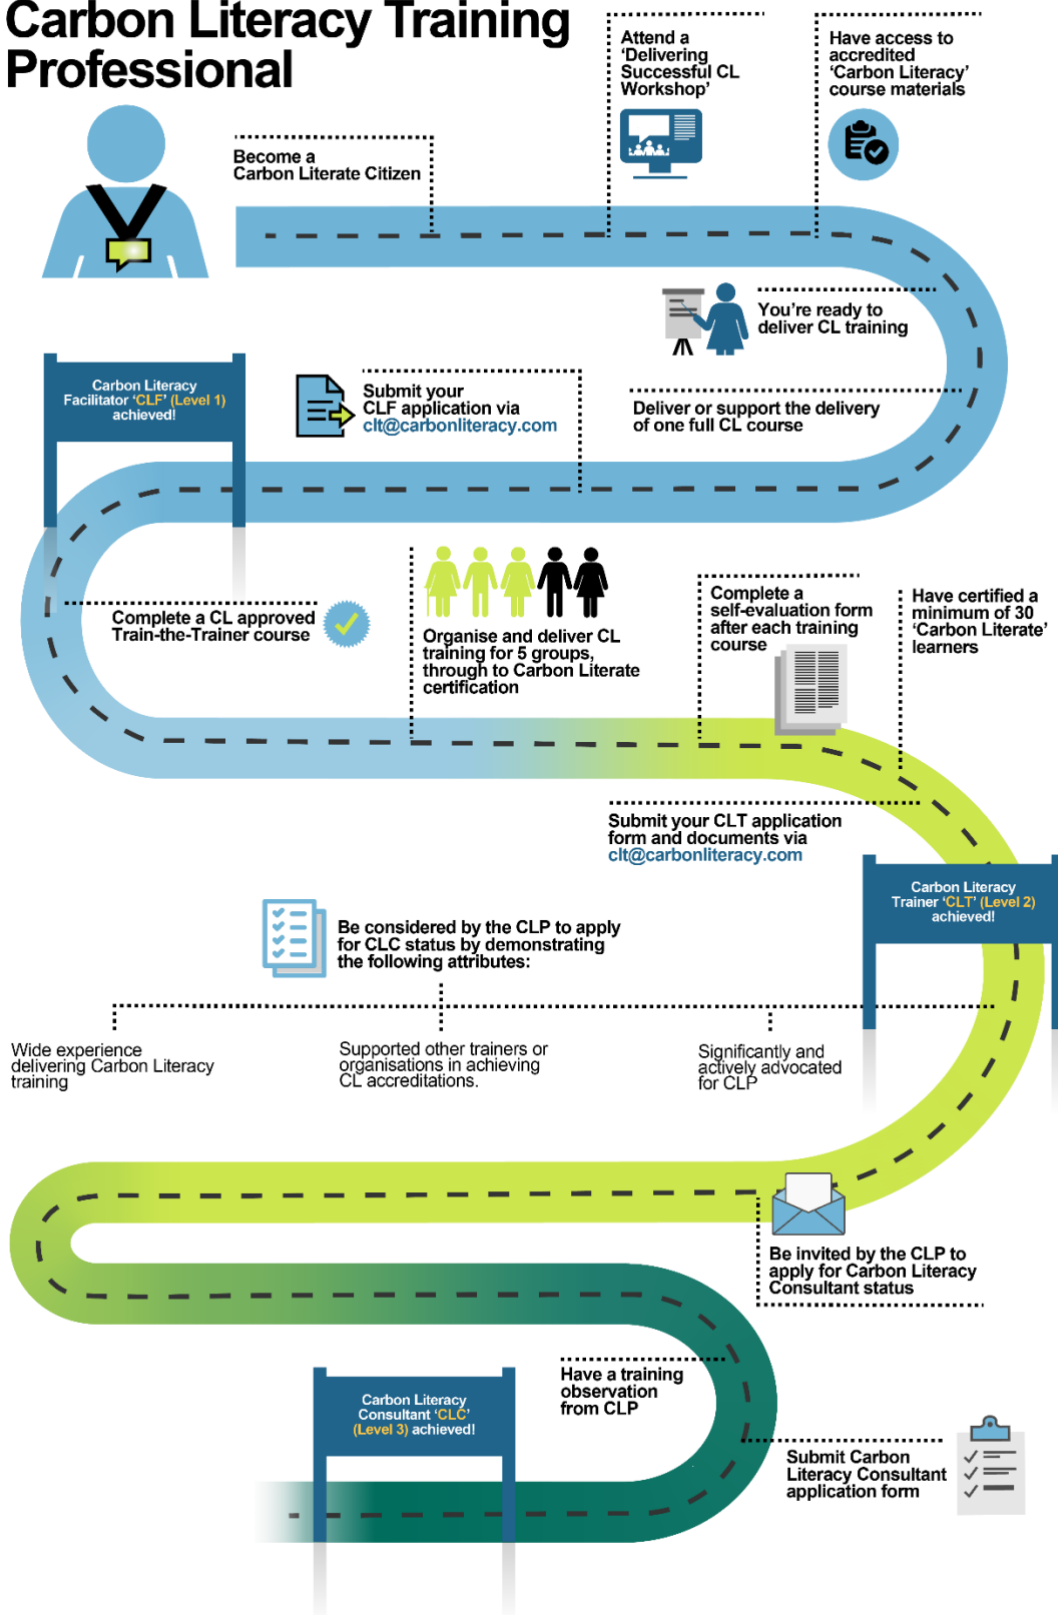 Carbon Literacy Training
Professional
Become a
Carbon Literate Citizen
Attend a
‘Delivering
Successful CL
Workshop’
Have access to
accredited
‘Carbon Literacy’
course materials
You’re ready to
deliver CL training
Deliver or support the delivery
of one full CL course
Submit your
CLF application via
clt@carbonliteracy.com
Carbon Literacy
Facilitator ‘CLF’ (Level 1)
achieved!
Complete a CL approved
Train-the-Trainer course
Organise and deliver CL
training for 5 groups,
through to Carbon Literate
certification
Complete a
self-evaluation form
after each training
course
Have certified a
minimum of 30
‘Carbon Literate’
learners
Submit your CLT application
form and documents via
clt@carbonliteracy.com
Carbon Literacy
Trainer ‘CLT’ (Level 2)
achieved!
Be considered by the CLP to apply
for CLC status by demonstrating
the following attributes:
Wide experience
delivering Carbon Literacy
training
Supported other trainers or
organisations in achieving
CL accreditations.
Significantly and
actively advocated
for CLP
Be invited by the CLP to
apply for Carbon Literacy
Consultant status
Have a training
observation
from CLP
Submit Carbon
Literacy Consultant
application form
Carbon Literacy
Consultant ‘CLC’
(Level 3) achieved!